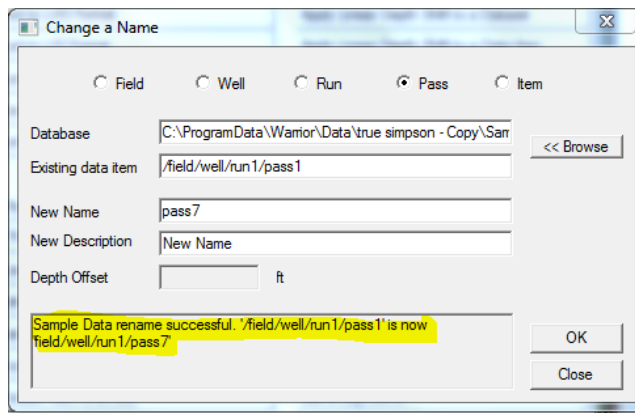 Change a Name
Field Well Run Pass Item
Database C:\ProgramData\Warrior\Data\true simpson - Copy\Sam
<< Browse
Existing data item /field/well/run1/pass1
New Name pass7
New Description New Name
Depth Offset ft
Sample Data rename successful. '/field/well/run1/pass1' is now
'field/well/run1/pass7'
OK
Close